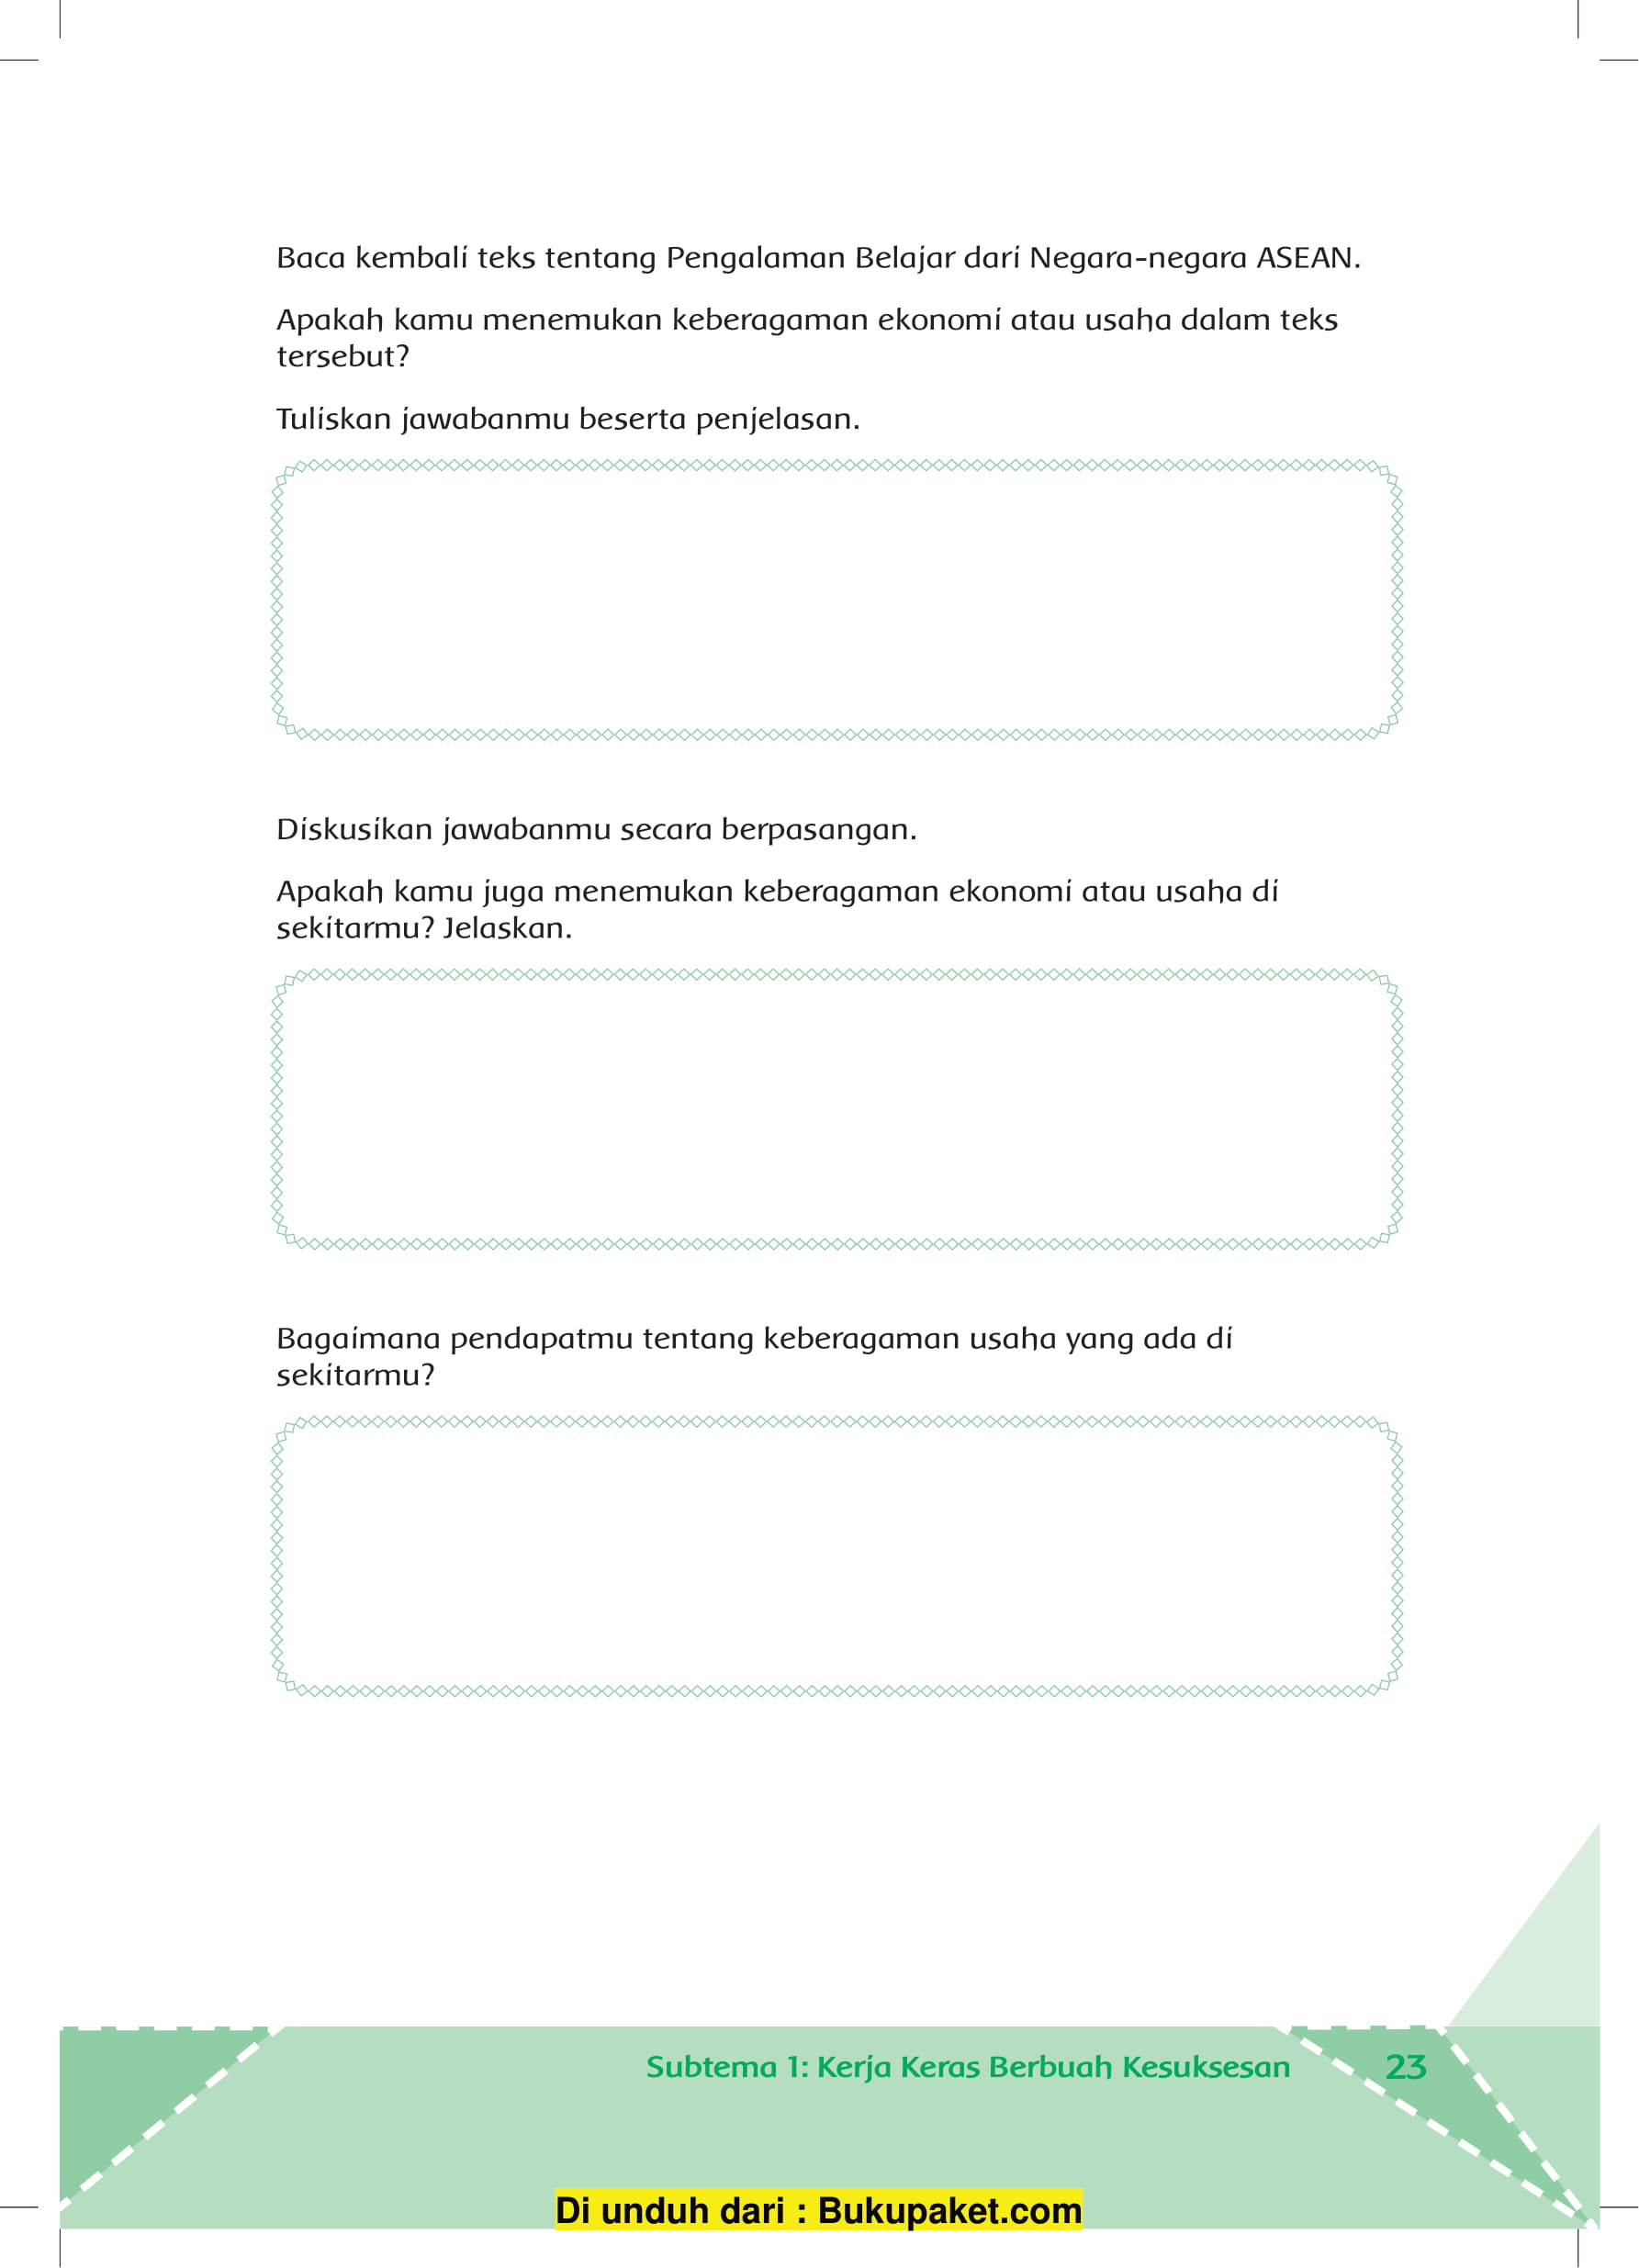 Baca kembali teks tentang Pengalaman Belajar dari Negara-negara ASEAN.
Apakah kamu menemukan keberagaman ekonomi atau usaha dalam teks
tersebut?
Tuliskan jawabanmu beserta penjelasan.
Diskusikan jawabanmu secara berpasangan.
Apakah kamu juga menemukan keberagaman ekonomi atau usaha di
sekitarmu? Jelaskan.
Bagaimana pendapatmu tentang keberagaman usaha yang ada di
sekitarmu?
Subtema 1: Kerja Keras Berbuah Kesuksesan 23
Di unduh dari : Bukupaket.com